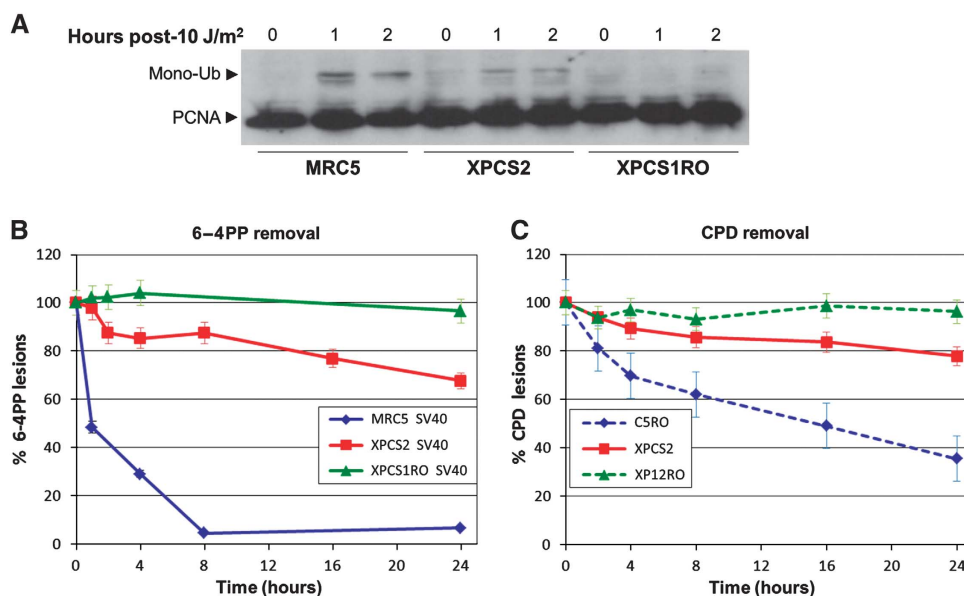 A
Hours post-10 J/m² 0 1 2 0 1 2 0 1 2
Mono-Ub
PCNA
MRC5 XPCS2 XPCS1RO
B
6–4PP removal
120
100
80
60
40
20
0
% 6-4PP lesions
MRC5 SV40
XPCS2 SV40
XPCS1RO SV40
0 4 8 12 16 20 24
Time (hours)
C
CPD removal
120
100
80
60
40
20
0
% CPD lesions
C5RO
XPCS2
XP12RO
0 4 8 12 16 20 24
Time (hours)